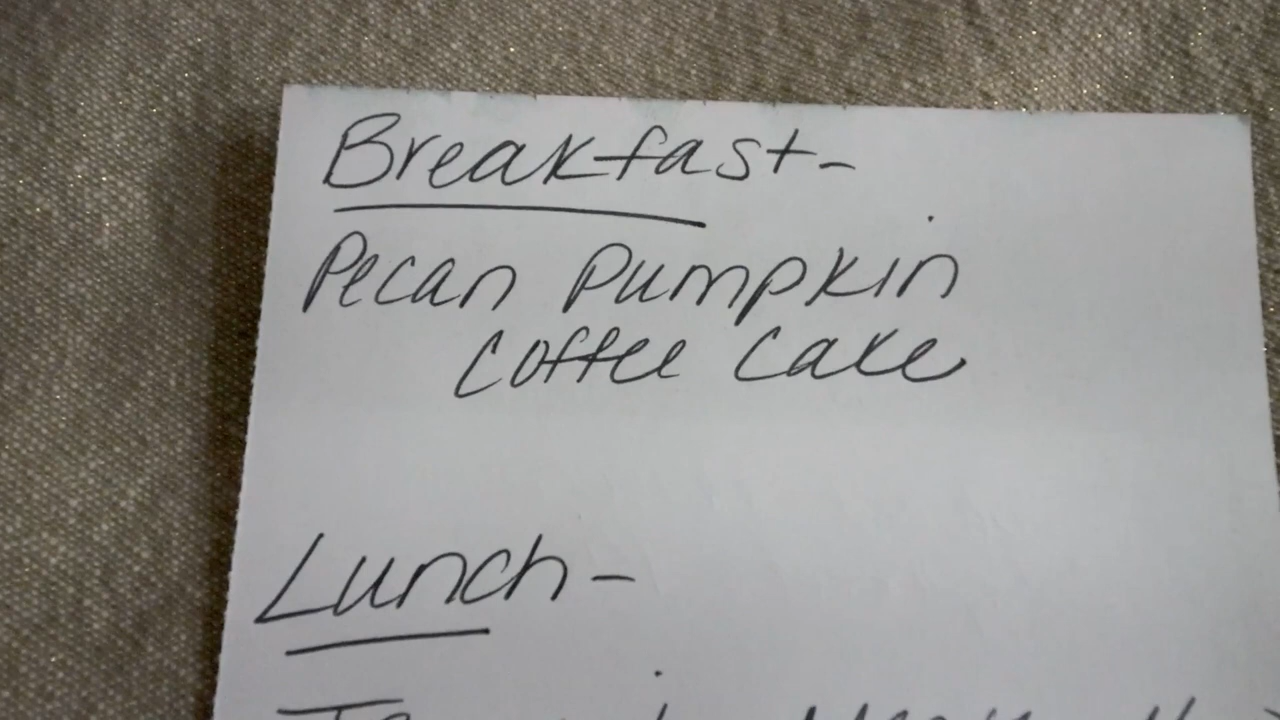 Breakfast-
Pecan Pumpkin
Coffee Cake
Lunch-